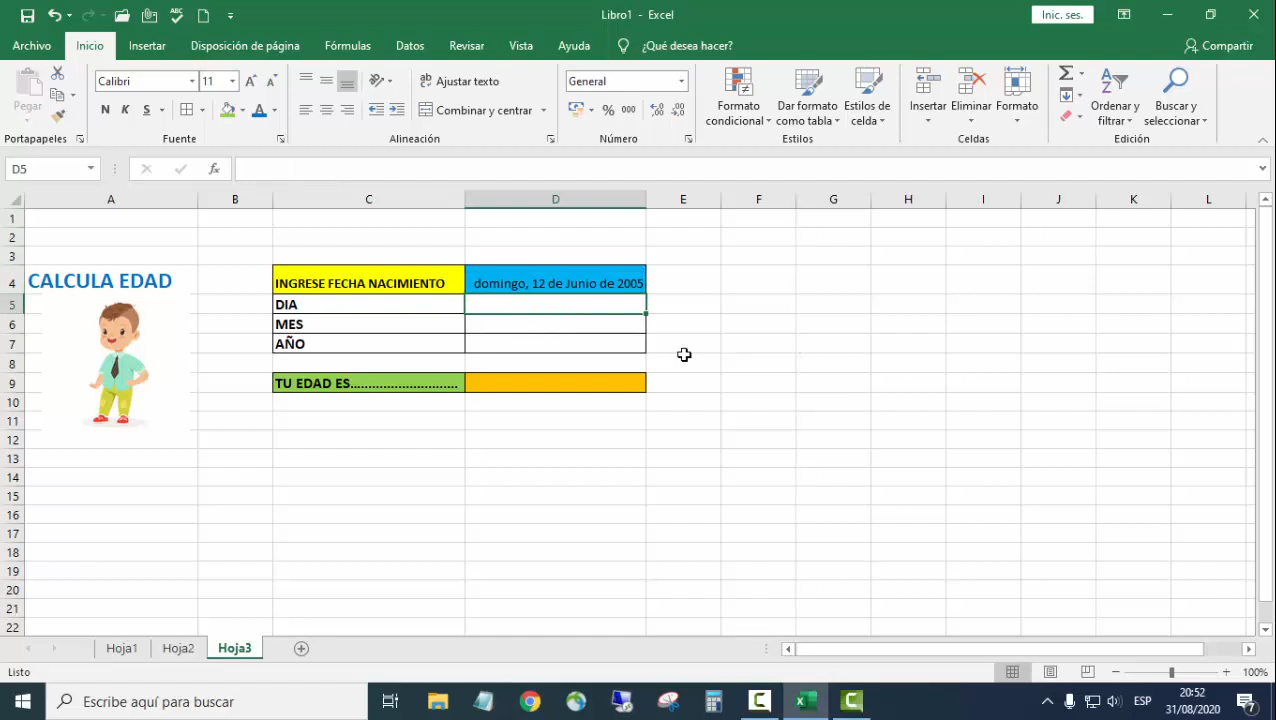 Libro1 - Excel
Inic. ses.
Archivo Inicio Insertar Disposición de página Fórmulas Datos Revisar Vista Ayuda ¿Qué desea hacer? Compartir
Pegar
Calibri 11
N K S
Ajustar texto
Combinar y centrar
General
% 000
Formato condicional
Dar formato como tabla
Estilos de celda
Insertar
Eliminar
Formato
Ordenar y filtrar
Buscar y seleccionar
Portapapeles Fuente Alineación Número Estilos Celdas Edición
D5 fx
A B C D E F G H I J K L
1
2
3
4 CALCULA EDAD INGRESE FECHA NACIMIENTO domingo, 12 de Junio de 2005
5 DIA
6 MES
7 AÑO
8
9 TU EDAD ES.............................
10
11
12
13
14
15
16
17
18
19
20
21
22
Hoja1 Hoja2 Hoja3
Listo 100%
Escribe aquí para buscar
ESP
20:52
31/08/2020
7